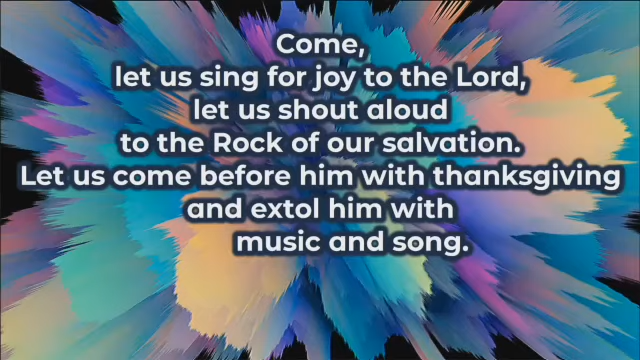 Come,
let us sing for joy to the Lord,
let us shout aloud
to the Rock of our salvation.
Let us come before him with thanksgiving
and extol him with
music and song.